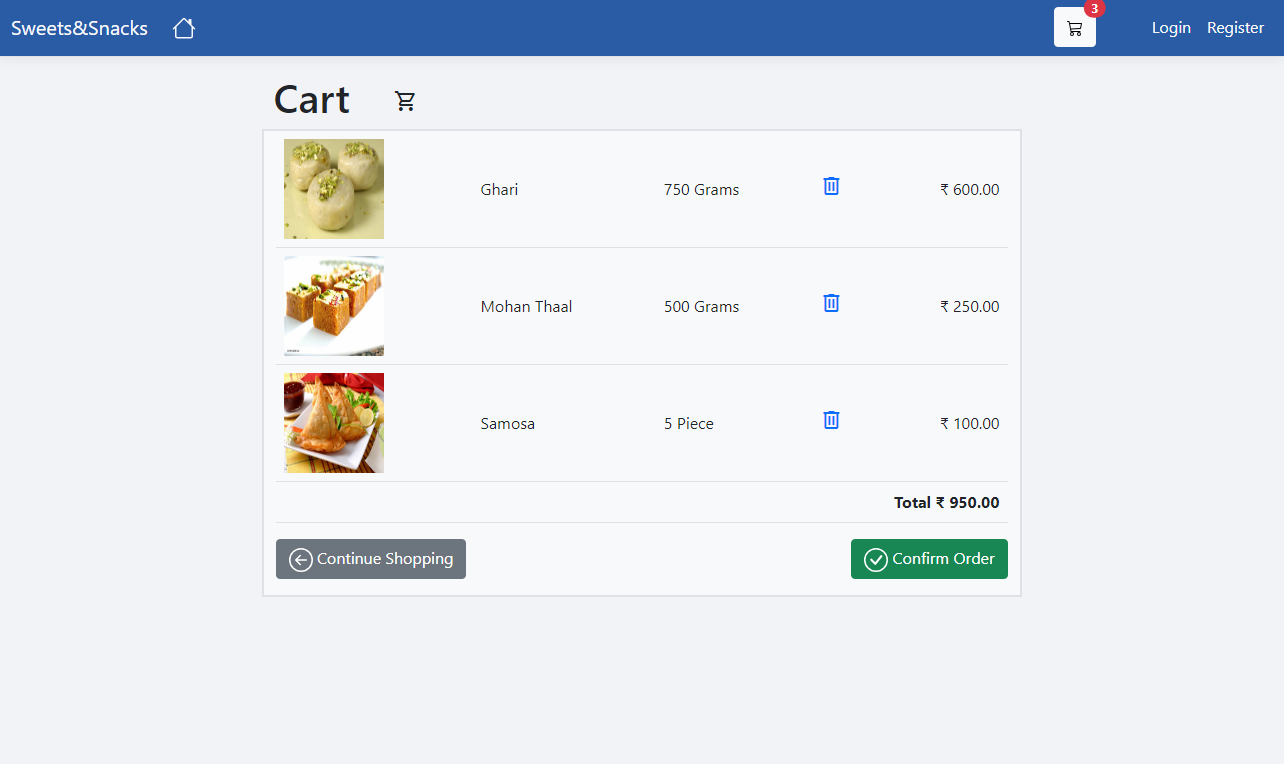 Sweets&Snacks
3
Login Register
Cart
Ghari 750 Grams ₹ 600.00
Mohan Thaal 500 Grams ₹ 250.00
Samosa 5 Piece ₹ 100.00
Total ₹ 950.00
Continue Shopping Confirm Order